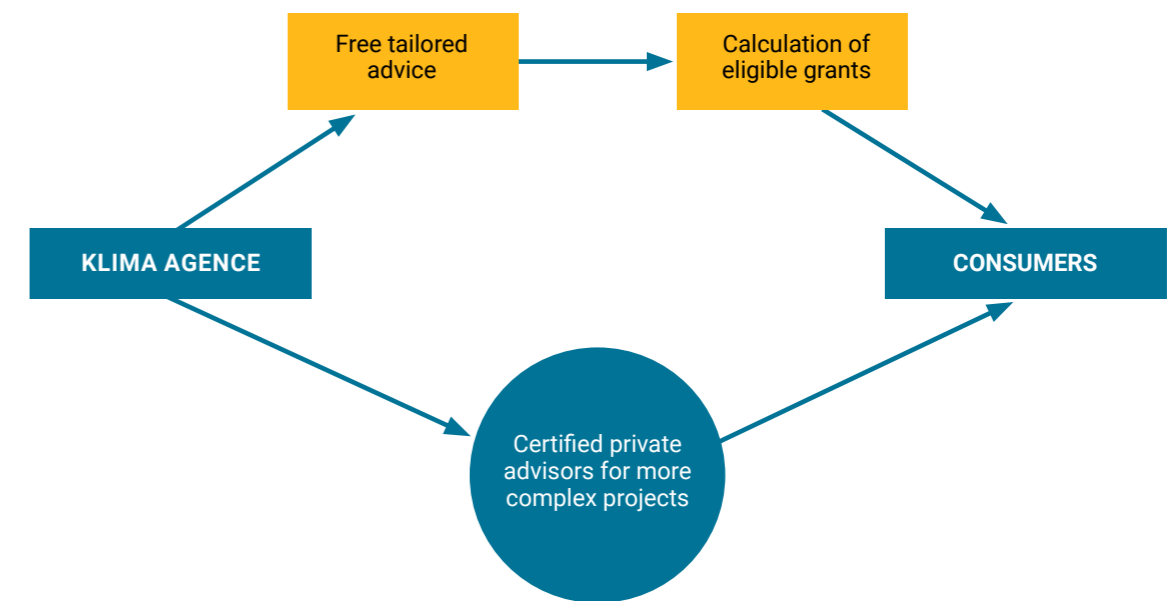 Free tailored
advice
Calculation of
eligible grants
KLIMA AGENCE
CONSUMERS
Certified private
advisors for more
complex projects